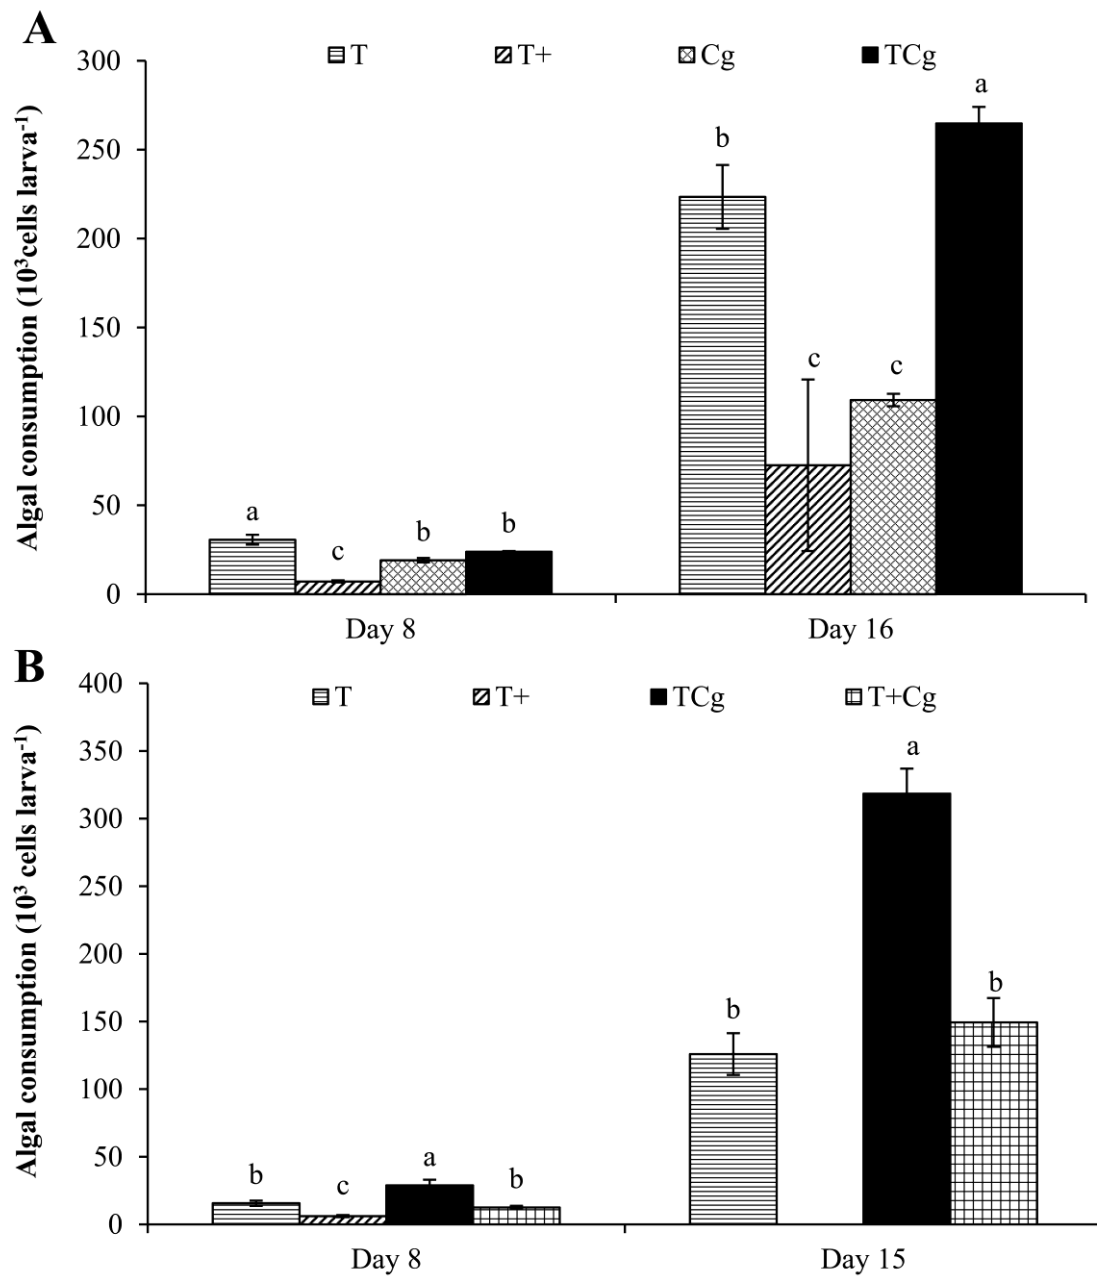 A
T T+ Cg TCg
300
250
200
150
100
50
0
Algal consumption (10³cells larva⁻¹)
a
c
b
b
b
c
c
a
Day 8 Day 16
B
T T+ TCg T+Cg
400
350
300
250
200
150
100
50
0
Algal consumption (10³ cells larva⁻¹)
b
c
a
b
b
a
b
Day 8 Day 15